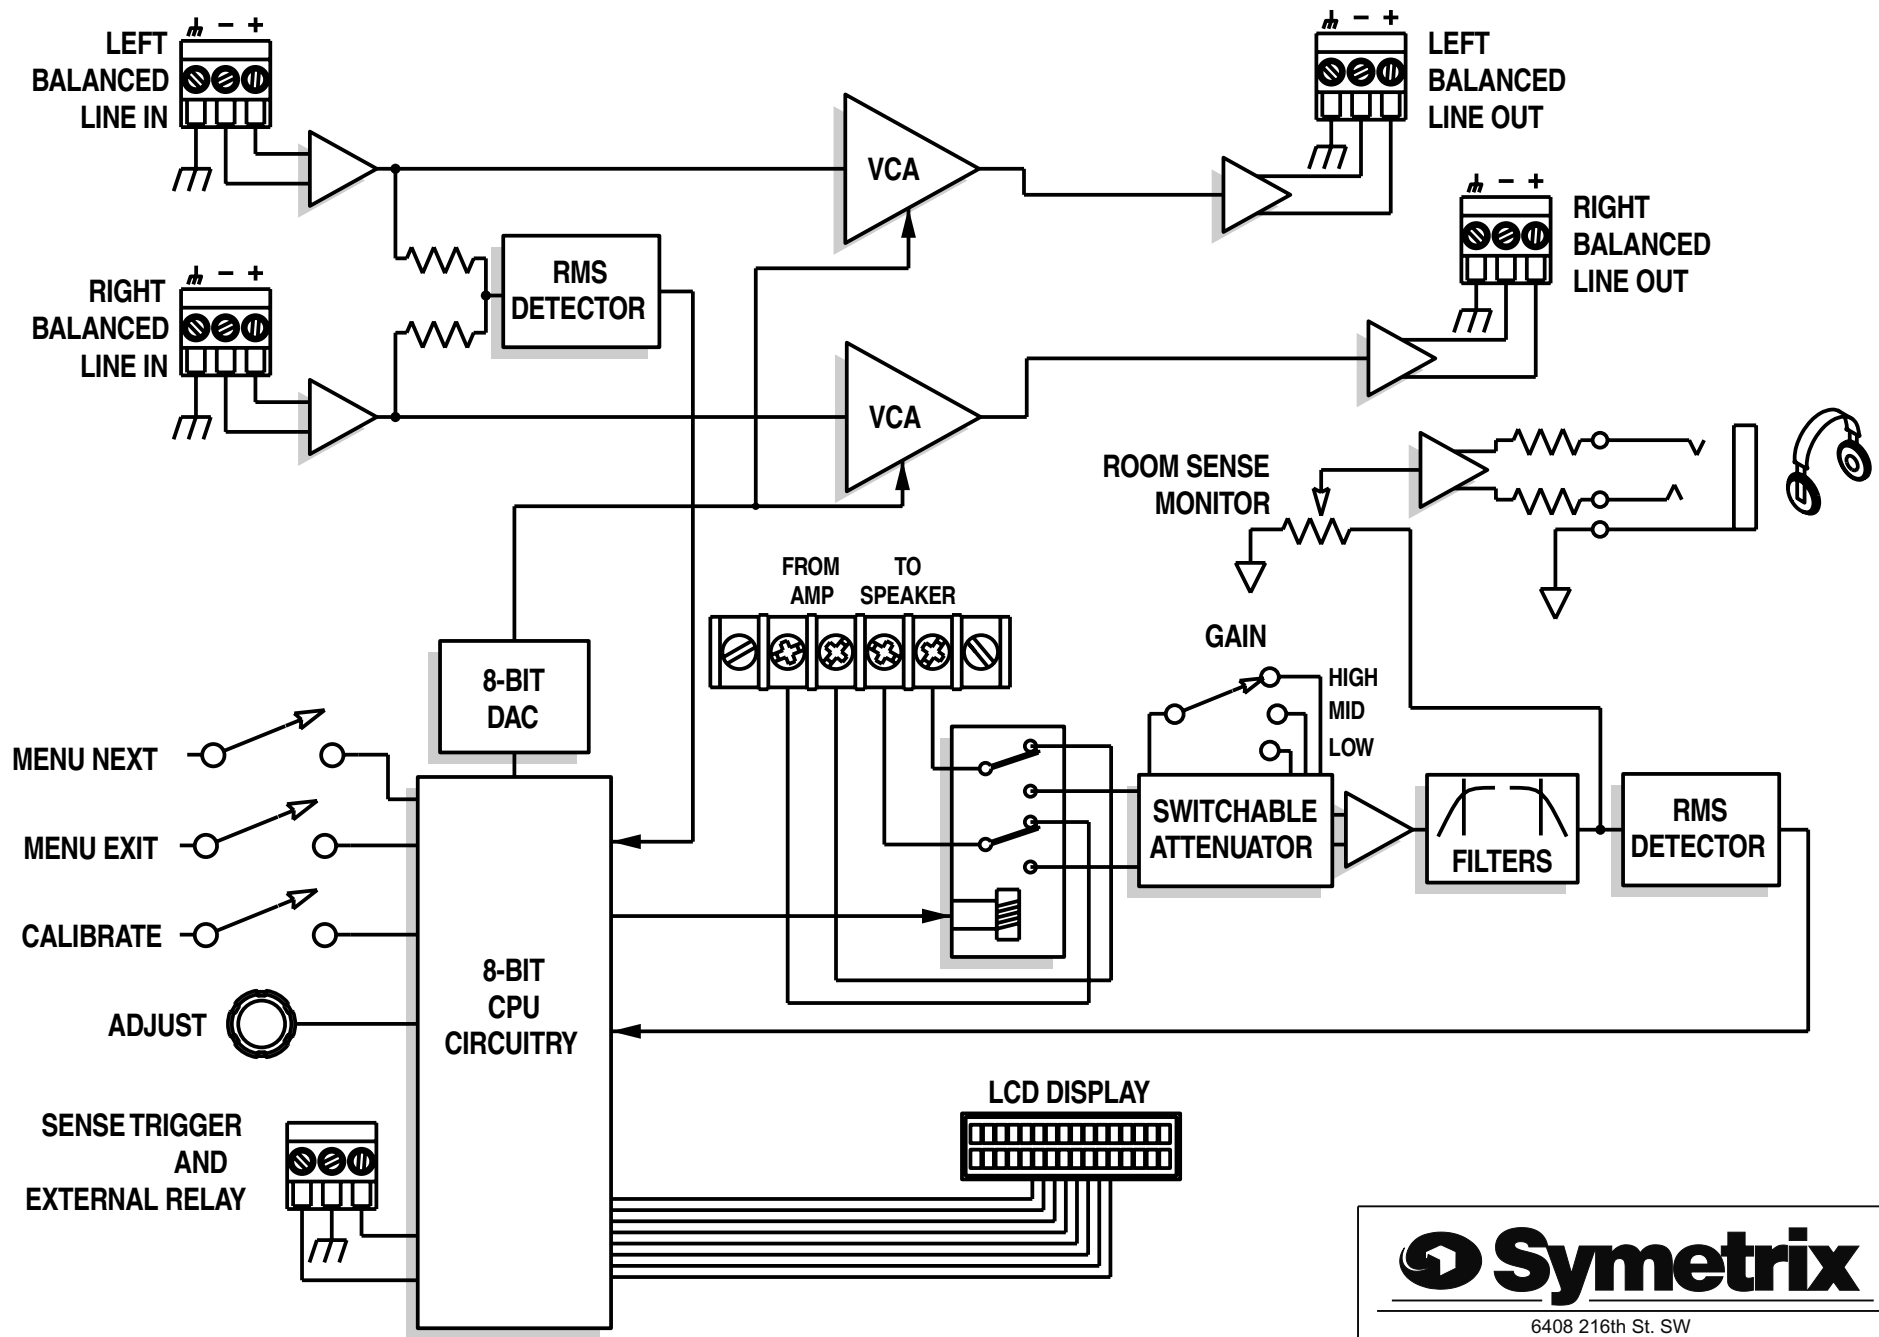 LEFT
BALANCED
LINE IN
− +
− +
LEFT
BALANCED
LINE OUT
− +
RIGHT
BALANCED
LINE OUT
VCA
RMS
DETECTOR
RIGHT
BALANCED
LINE IN
− +
VCA
ROOM SENSE
MONITOR
FROM
AMP
TO
SPEAKER
GAIN
HIGH
MID
LOW
8-BIT
DAC
MENU NEXT
MENU EXIT
CALIBRATE
ADJUST
SWITCHABLE
ATTENUATOR
FILTERS
RMS
DETECTOR
8-BIT
CPU
CIRCUITRY
LCD DISPLAY
SENSE TRIGGER
AND
EXTERNAL RELAY
Symetrix
6408 216th St. SW